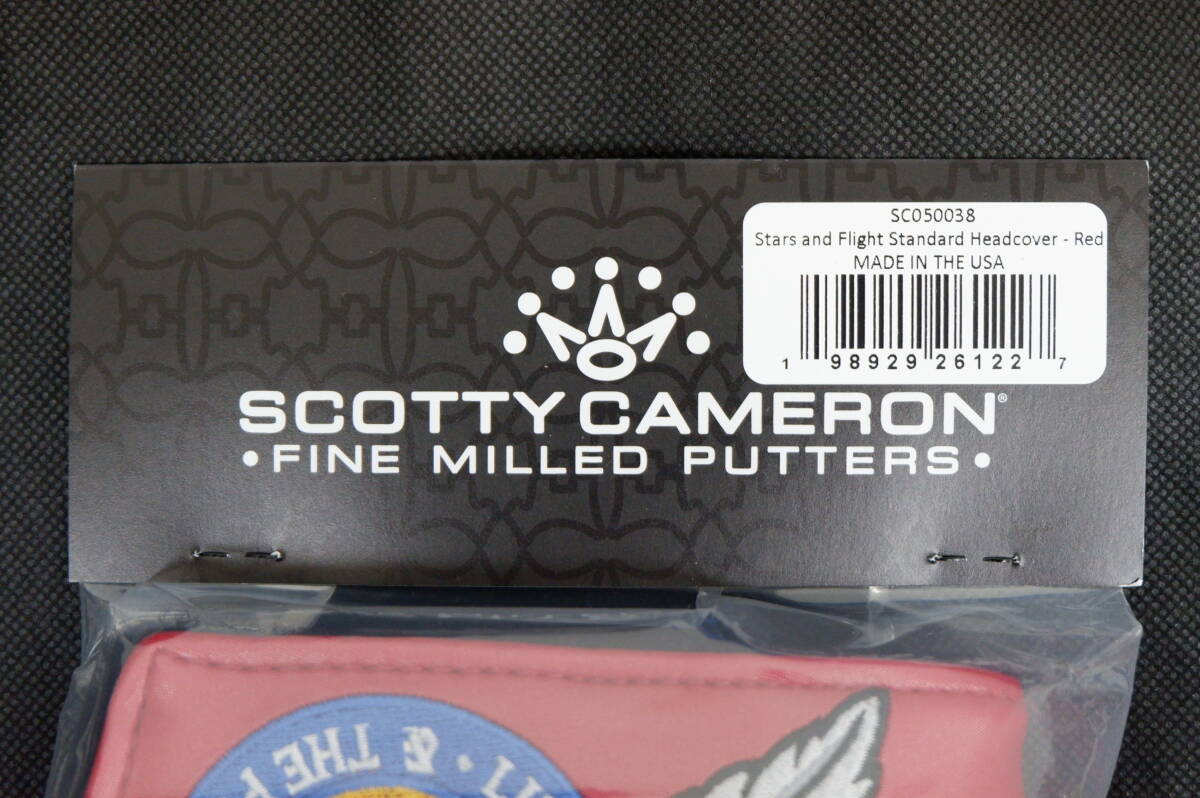 SC050038
Stars and Flight Standard Headcover - Red
MADE IN THE USA
1 98929 26122 7
SCOTTY CAMERON®
• FINE MILLED PUTTERS •
& THE